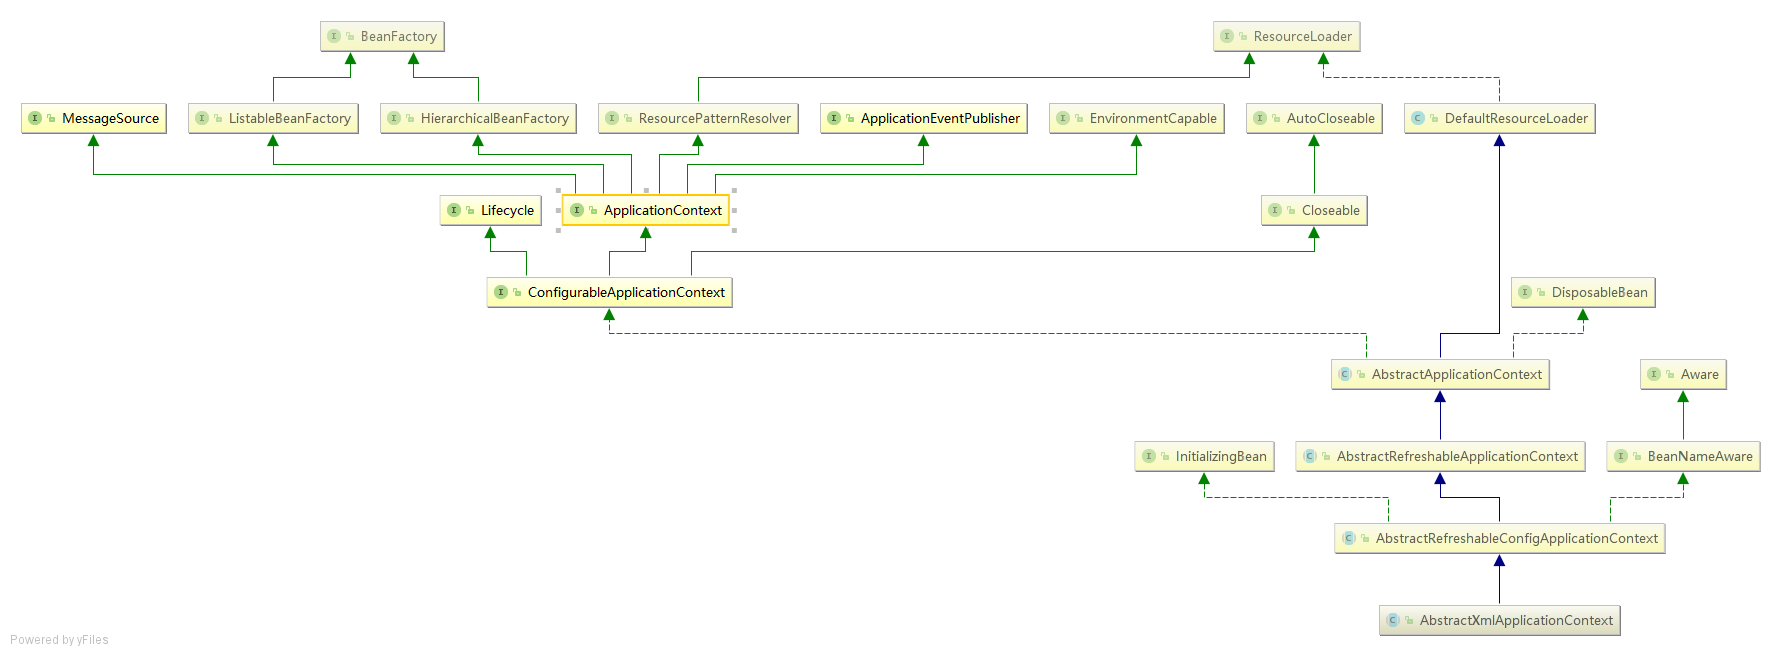 BeanFactory
ResourceLoader
MessageSource
ListableBeanFactory
HierarchicalBeanFactory
ResourcePatternResolver
ApplicationEventPublisher
EnvironmentCapable
AutoCloseable
DefaultResourceLoader
Lifecycle
ApplicationContext
Closeable
ConfigurableApplicationContext
DisposableBean
AbstractApplicationContext
Aware
InitializingBean
AbstractRefreshableApplicationContext
BeanNameAware
AbstractRefreshableConfigApplicationContext
AbstractXmlApplicationContext
Powered by yFiles